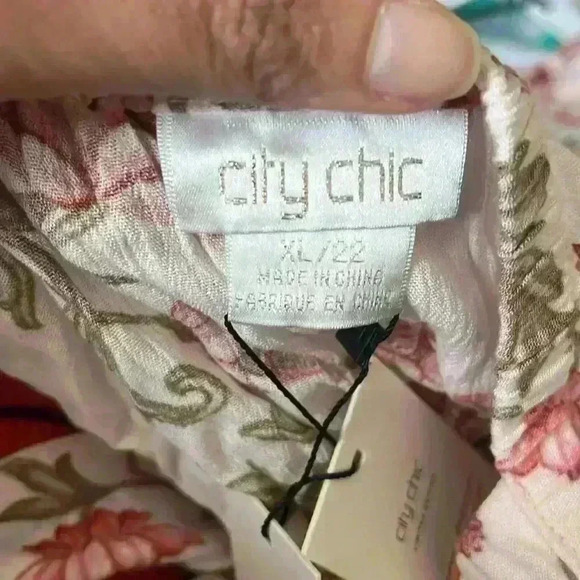 city chic
XL/22
MADE IN CHINA
FABRIQUE EN CHINE
city chic